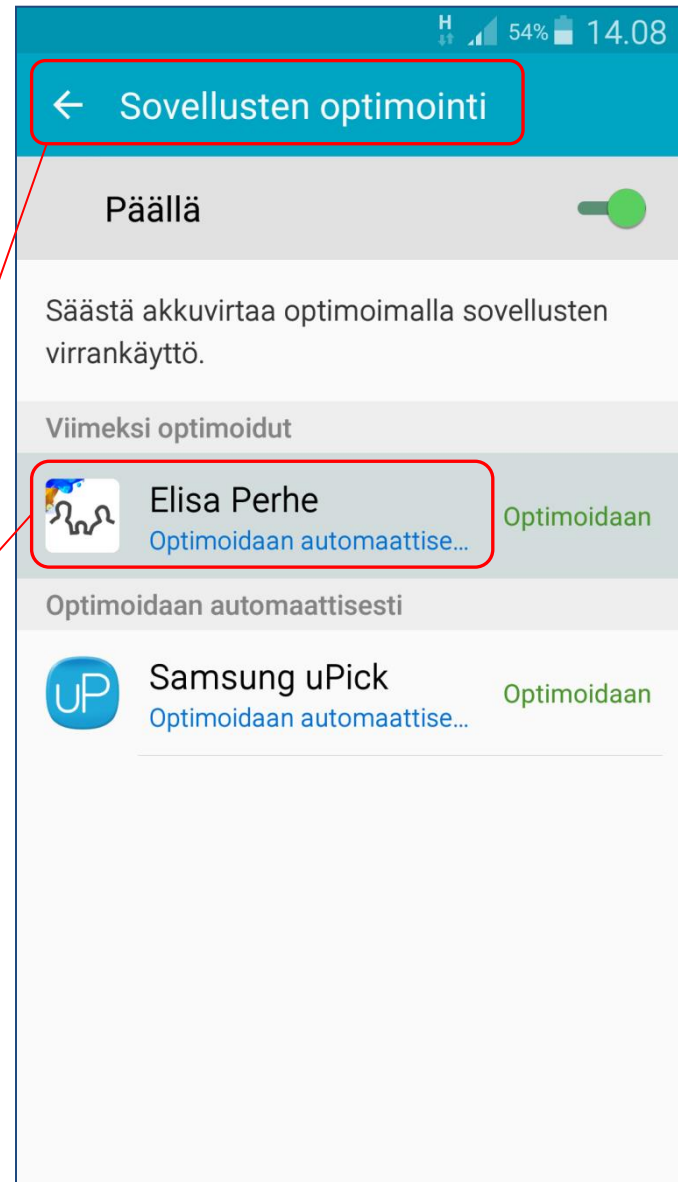 H 54% 14.08
Sovellusten optimointi
Päällä
Säästä akkuvirtaa optimoimalla sovellusten
virrankäyttö.
Viimeksi optimoidut
Elisa Perhe
Optimoidaan automaattise...
Optimoidaan
Optimoidaan automaattisesti
uP
Samsung uPick
Optimoidaan automaattise...
Optimoidaan